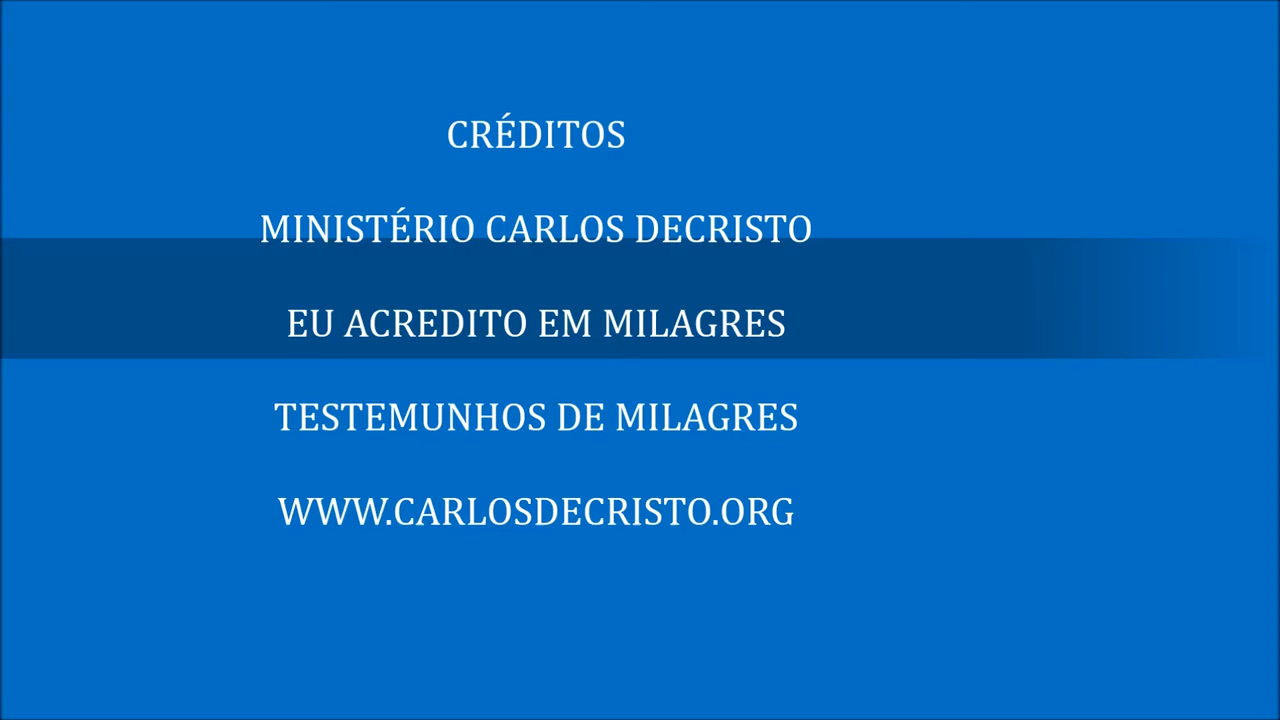 CRÉDITOS
MINISTÉRIO CARLOS DECRISTO
EU ACREDITO EM MILAGRES
TESTEMUNHOS DE MILAGRES
WWW.CARLOSDECRISTO.ORG